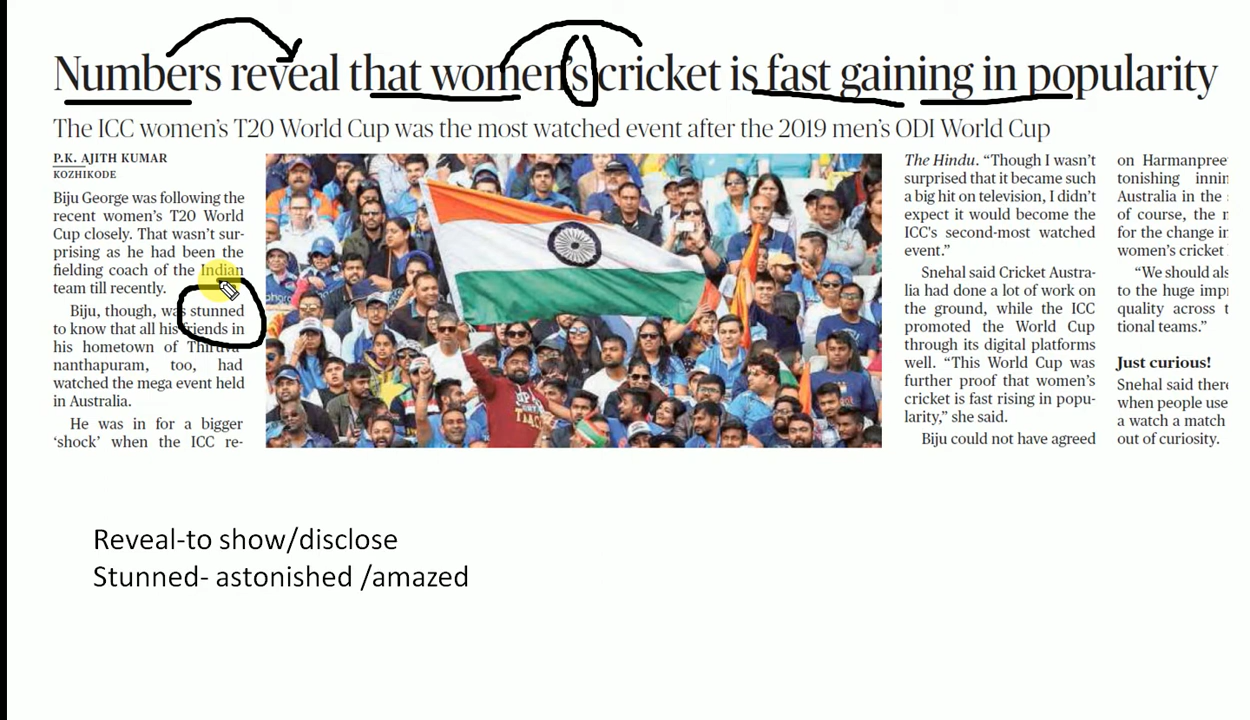 Numbers reveal that women's cricket is fast gaining in popularity
The ICC women's T20 World Cup was the most watched event after the 2019 men's ODI World Cup
P.K. AJITH KUMAR
KOZHIKODE
Biju George was following the
recent women's T20 World
Cup closely. That wasn't sur-
prising as he had been the
fielding coach of the Indian
team till recently.
Biju, though, was stunned
to know that all his friends in
his hometown of Thiruva-
nanthapuram, too, had
watched the mega event held
in Australia.
He was in for a bigger
‘shock’ when the ICC re-
The Hindu. “Though I wasn't
surprised that it became such
a big hit on television, I didn't
expect it would become the
ICC's second-most watched
event.”
Snehal said Cricket Austra-
lia had done a lot of work on
the ground, while the ICC
promoted the World Cup
through its digital platforms
well. “This World Cup was
further proof that women's
cricket is fast rising in popu-
larity,” she said.
Biju could not have agreed
on Harmanpree
tonishing innin
Australia in the
of course, the
for the change in
women's cricket
“We should als
to the huge imp
quality across
tional teams.”
Just curious!
Snehal said there
when people use
a watch a match
out of curiosity.
Reveal-to show/disclose
Stunned- astonished /amazed